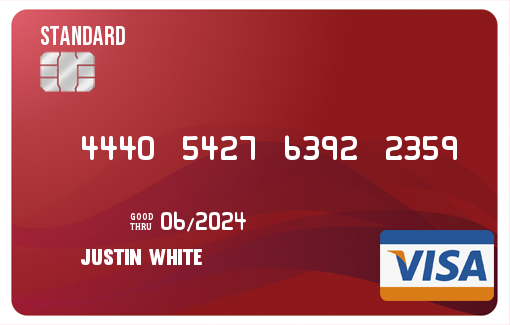 STANDARD
4440 5427 6392 2359
GOOD THRU 06/2024
JUSTIN WHITE
VISA